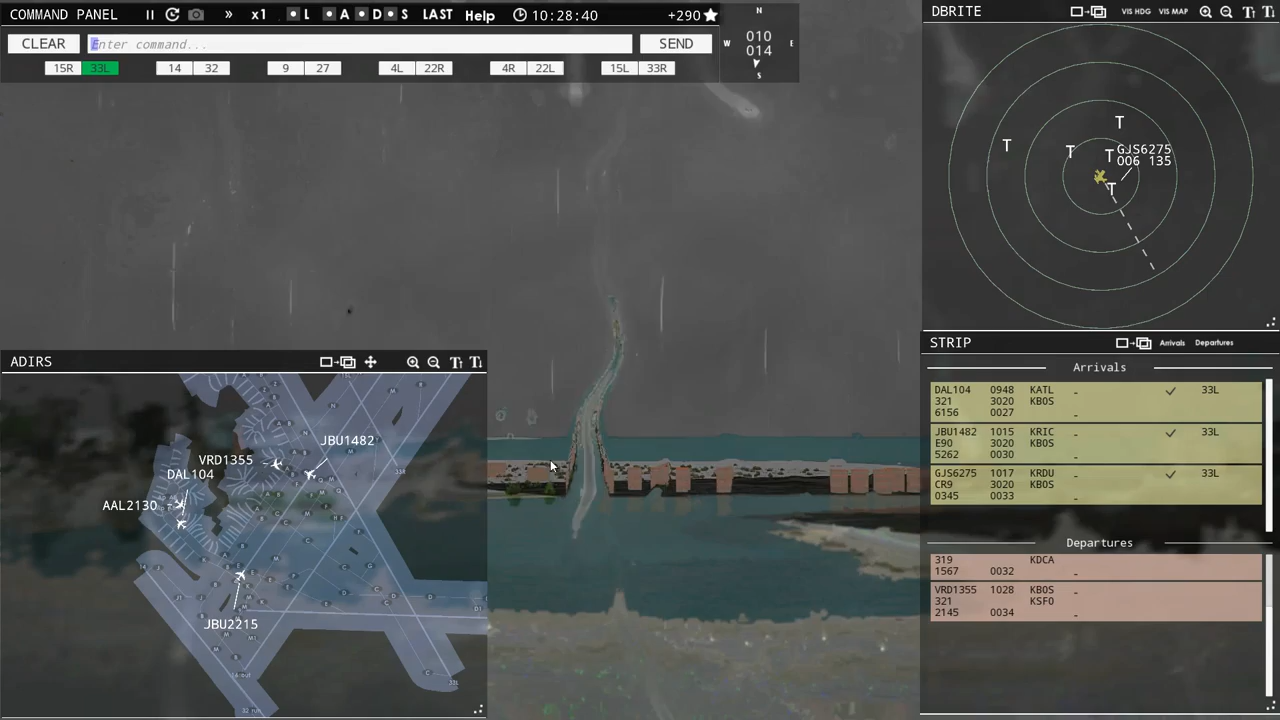 COMMAND PANEL
» x1 L A D S LAST Help 10:28:40 +290
CLEAR Enter command... SEND
15R 33L 14 32 9 27 4L 22R 4R 22L 15L 33R
N
W 010 E
014
S
DBRITE VIS HDG VIS MAP
T
T T T GJS6275
006 135
T
ADIRS
JBU1482
VRD1355
DAL104
AAL2130
JBU2215
STRIP Arrivals Departures
Arrivals
DAL104 0948 KATL - 33L
321 3020 KBOS
6156 0027 -
JBU1482 1015 KRIC - 33L
E90 3020 KBOS
5262 0030 -
GJS6275 1017 KRDU - 33L
CR9 3020 KBOS
0345 0033 -
Departures
319 KDCA
1567 0032 -
VRD1355 1028 KBOS -
321 KSFO
2145 0034 -